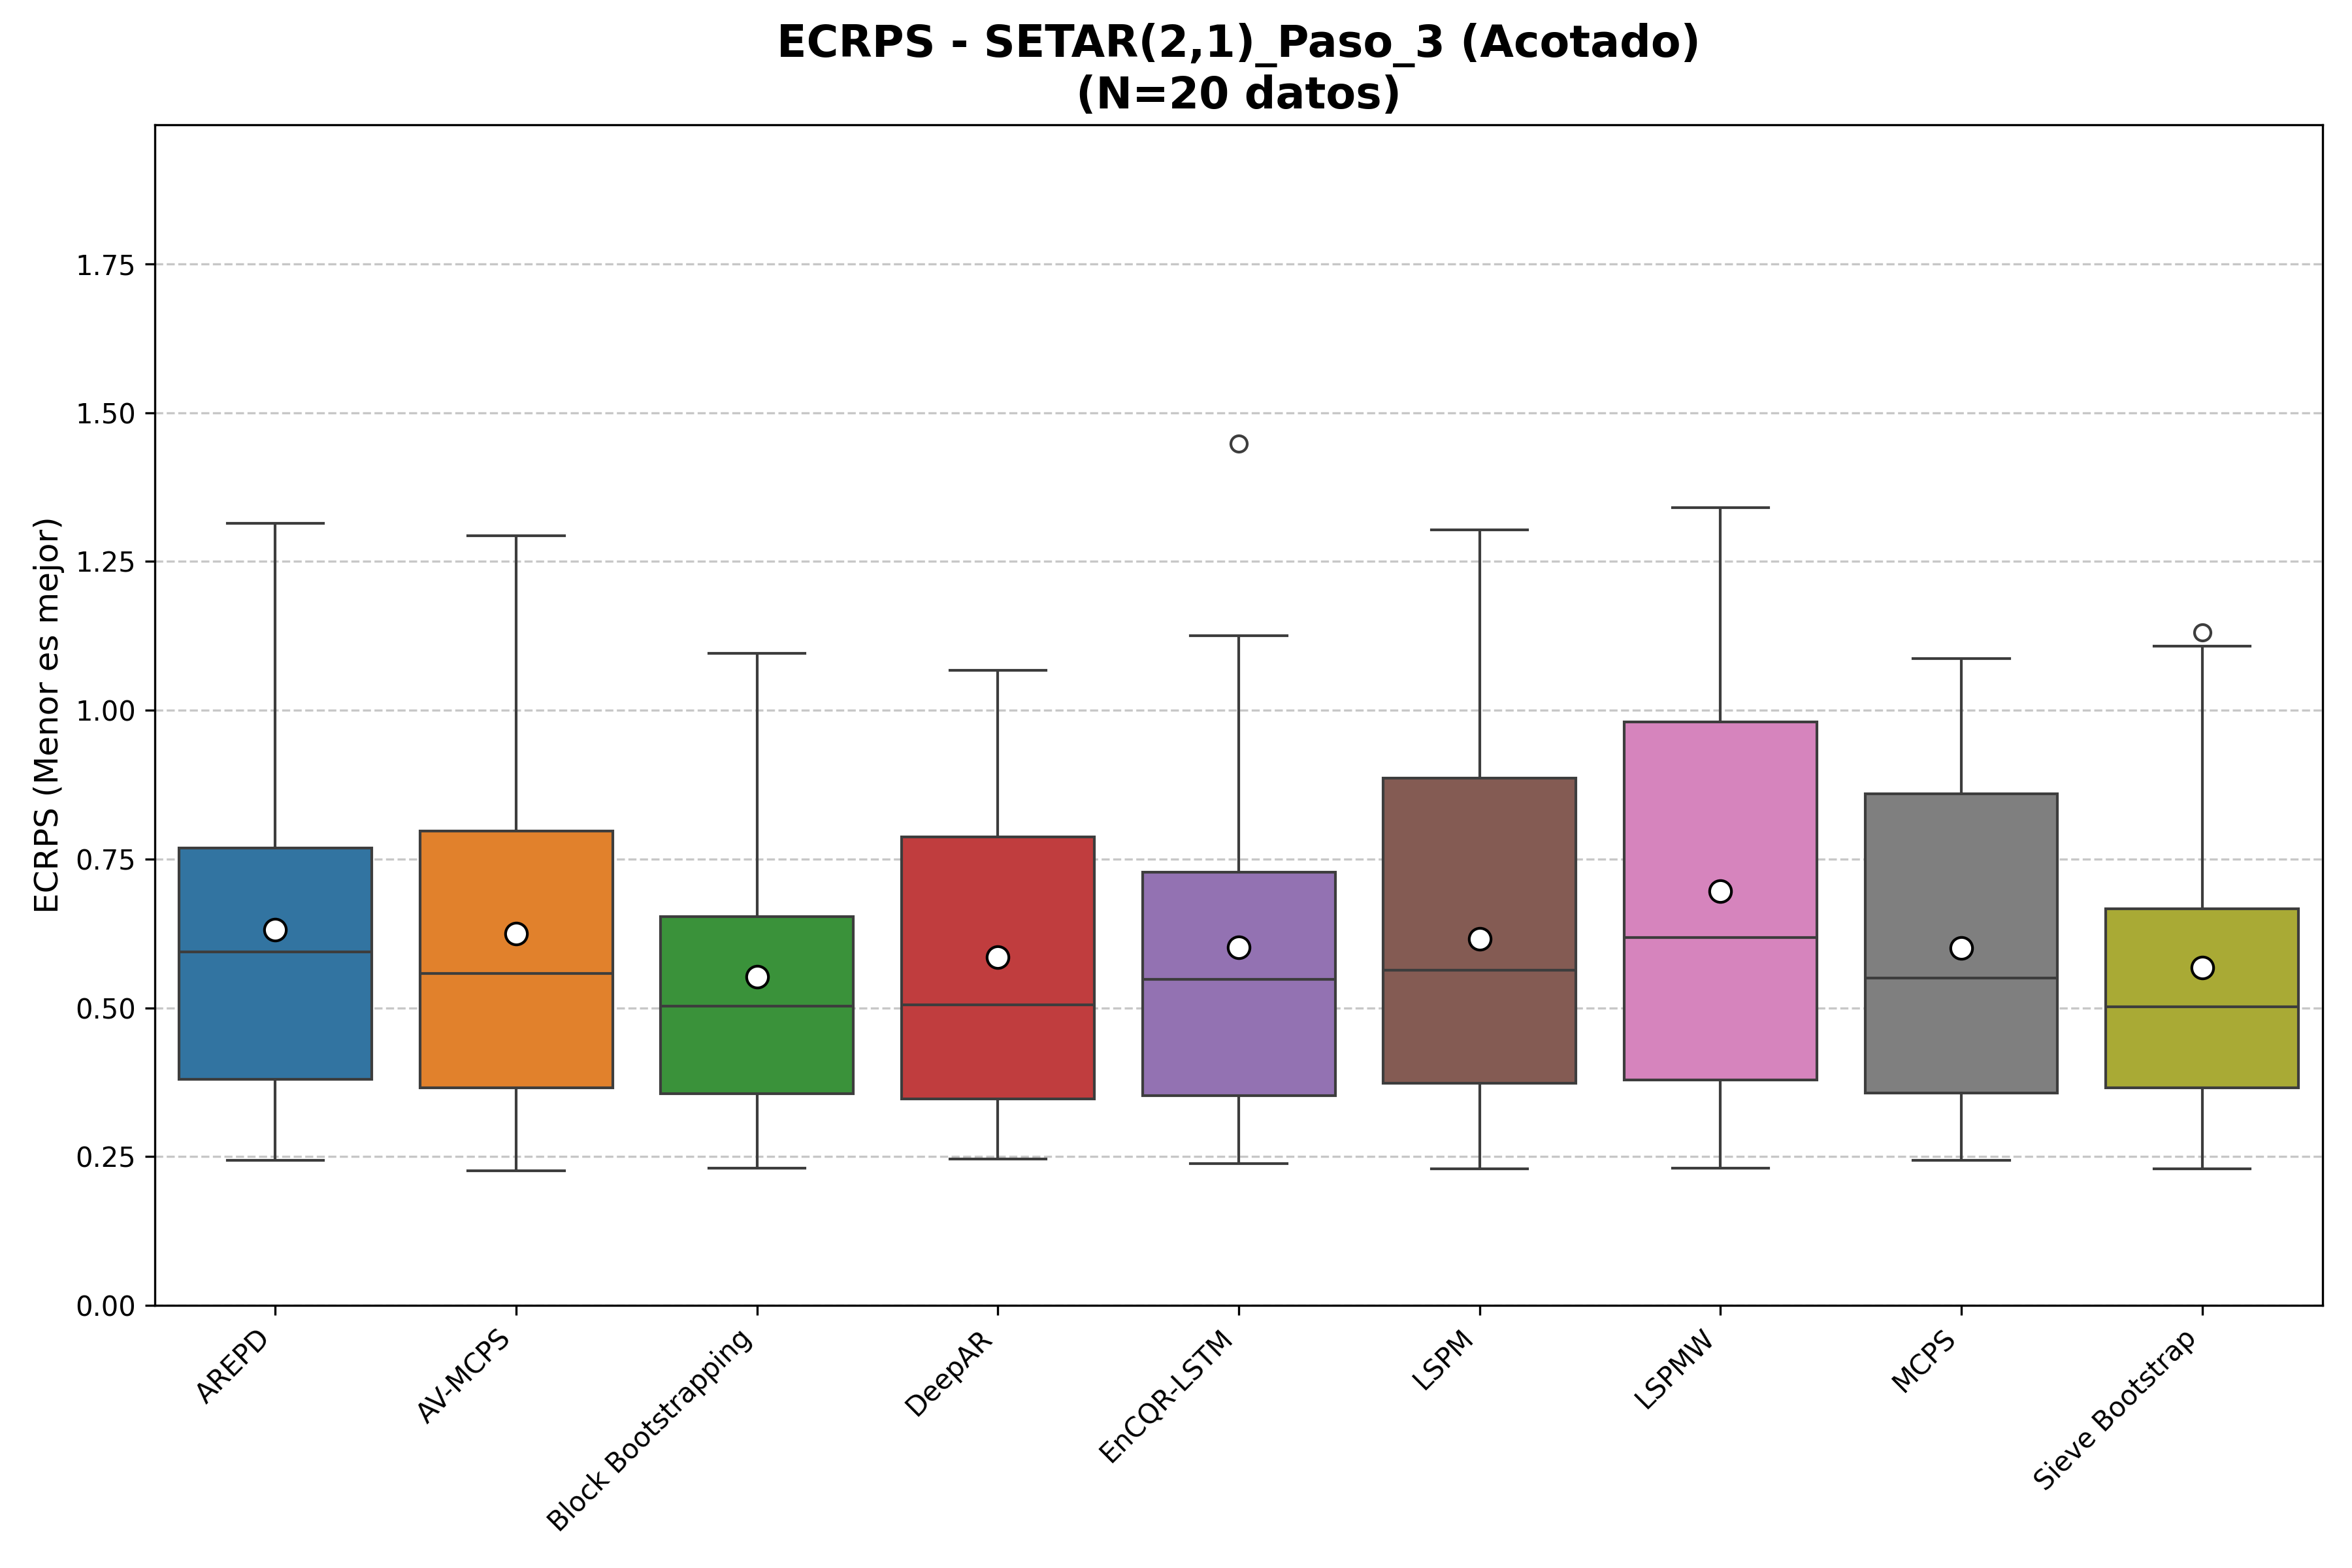 ECRPS - SETAR(2,1)_Paso_3 (Acotado)
(N=20 datos)
ECRPS (Menor es mejor)
1.75
1.50
1.25
1.00
0.75
0.50
0.25
0.00
AREPD
AV-MCPS
Block Bootstrapping
DeepAR
EnCQR-LSTM
LSPM
LSPMW
MCPS
Sieve Bootstrap